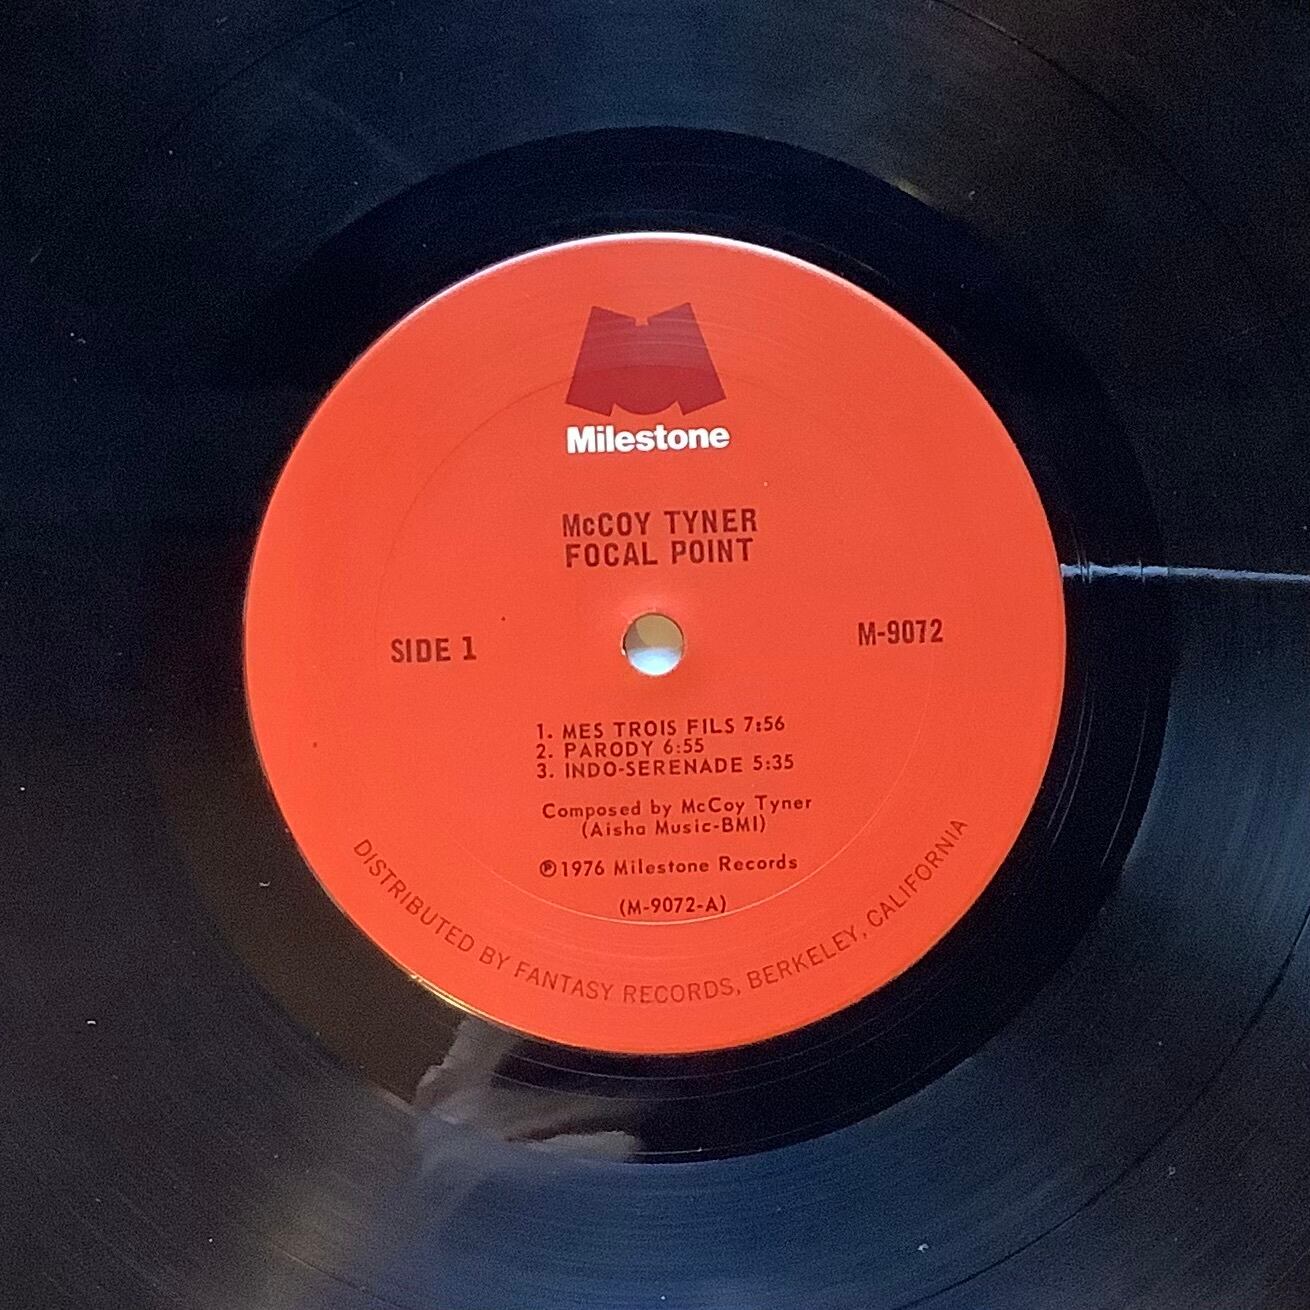 Milestone
McCOY TYNER
FOCAL POINT
SIDE 1
M-9072
1. MES TROIS FILS 7:56
2. PARODY 6:55
3. INDO-SERENADE 5:35
Composed by McCoy Tyner
(Aisha Music-BMI)
℗1976 Milestone Records
(M-9072-A)
DISTRIBUTED BY FANTASY RECORDS, BERKELEY, CALIFORNIA